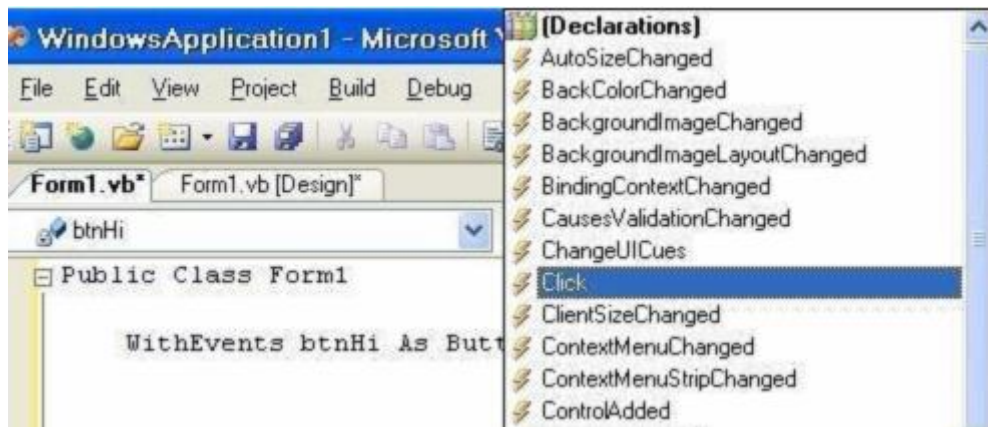 WindowsApplication1 - Microsoft
File Edit View Project Build Debug
Form1.vb* Form1.vb [Design]*
btnHi
Public Class Form1
WithEvents btnHi As Butt
(Declarations)
AutoSizeChanged
BackColorChanged
BackgroundImageChanged
BackgroundImageLayoutChanged
BindingContextChanged
CausesValidationChanged
ChangeUICues
Click
ClientSizeChanged
ContextMenuChanged
ContextMenuStripChanged
ControlAdded